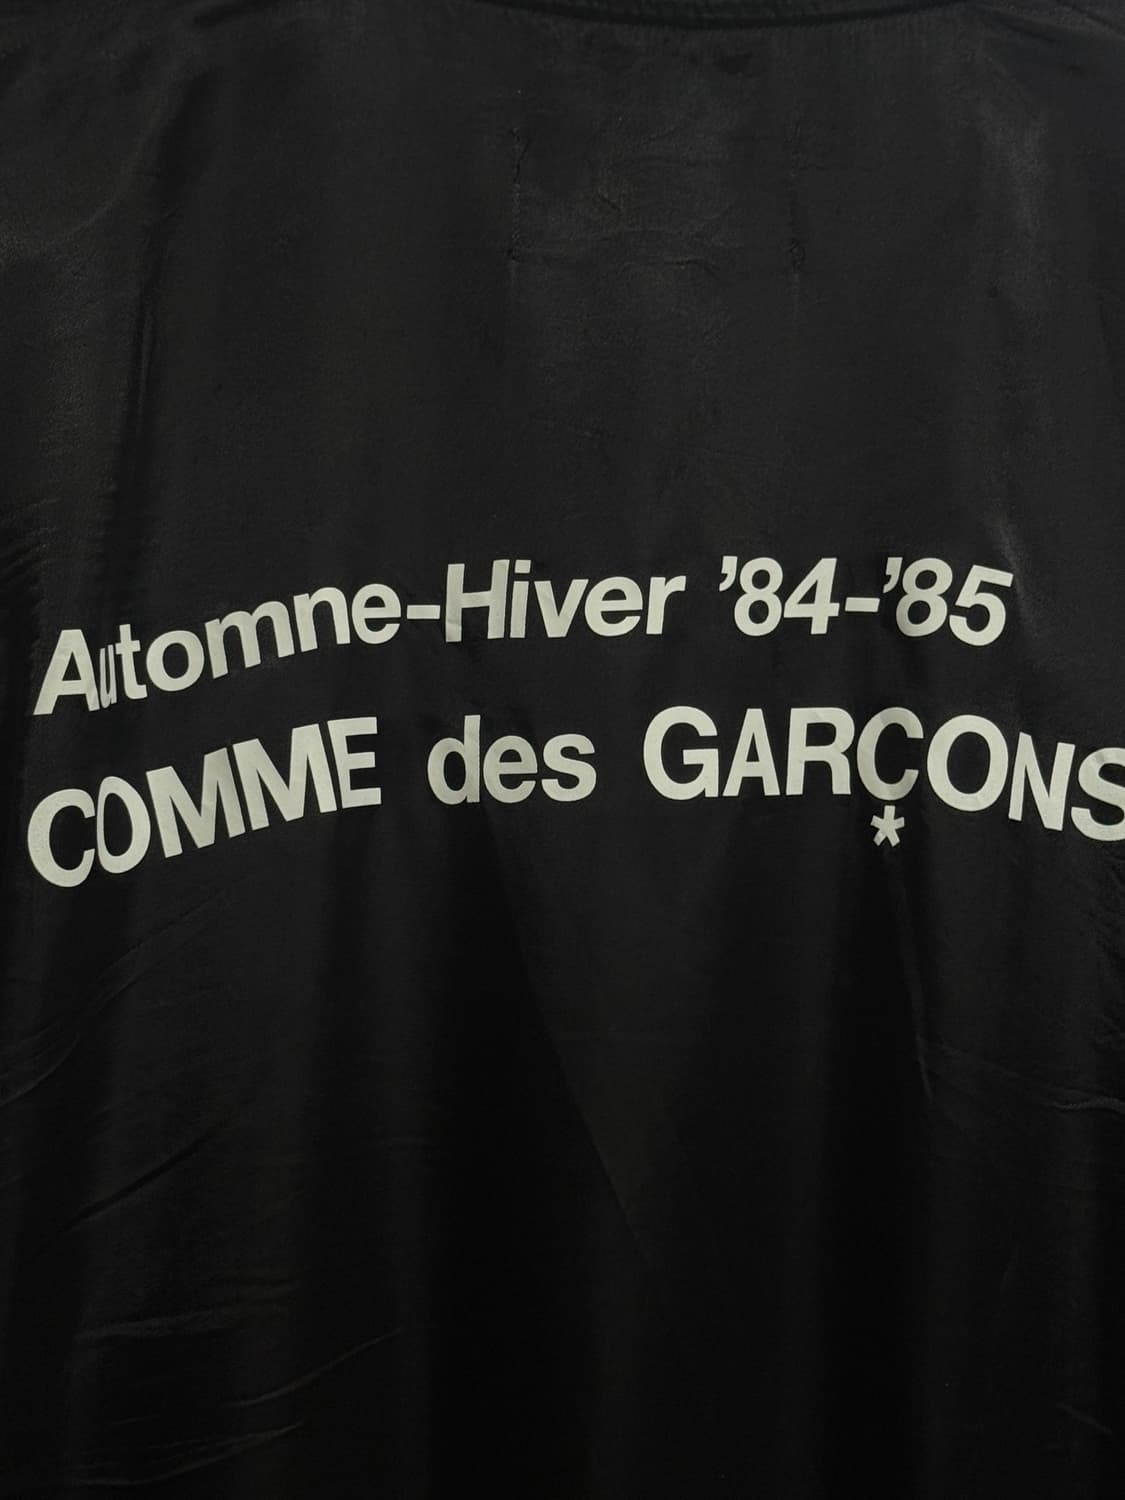 Automne-Hiver ’84-’85
COMME des GARÇONS
*